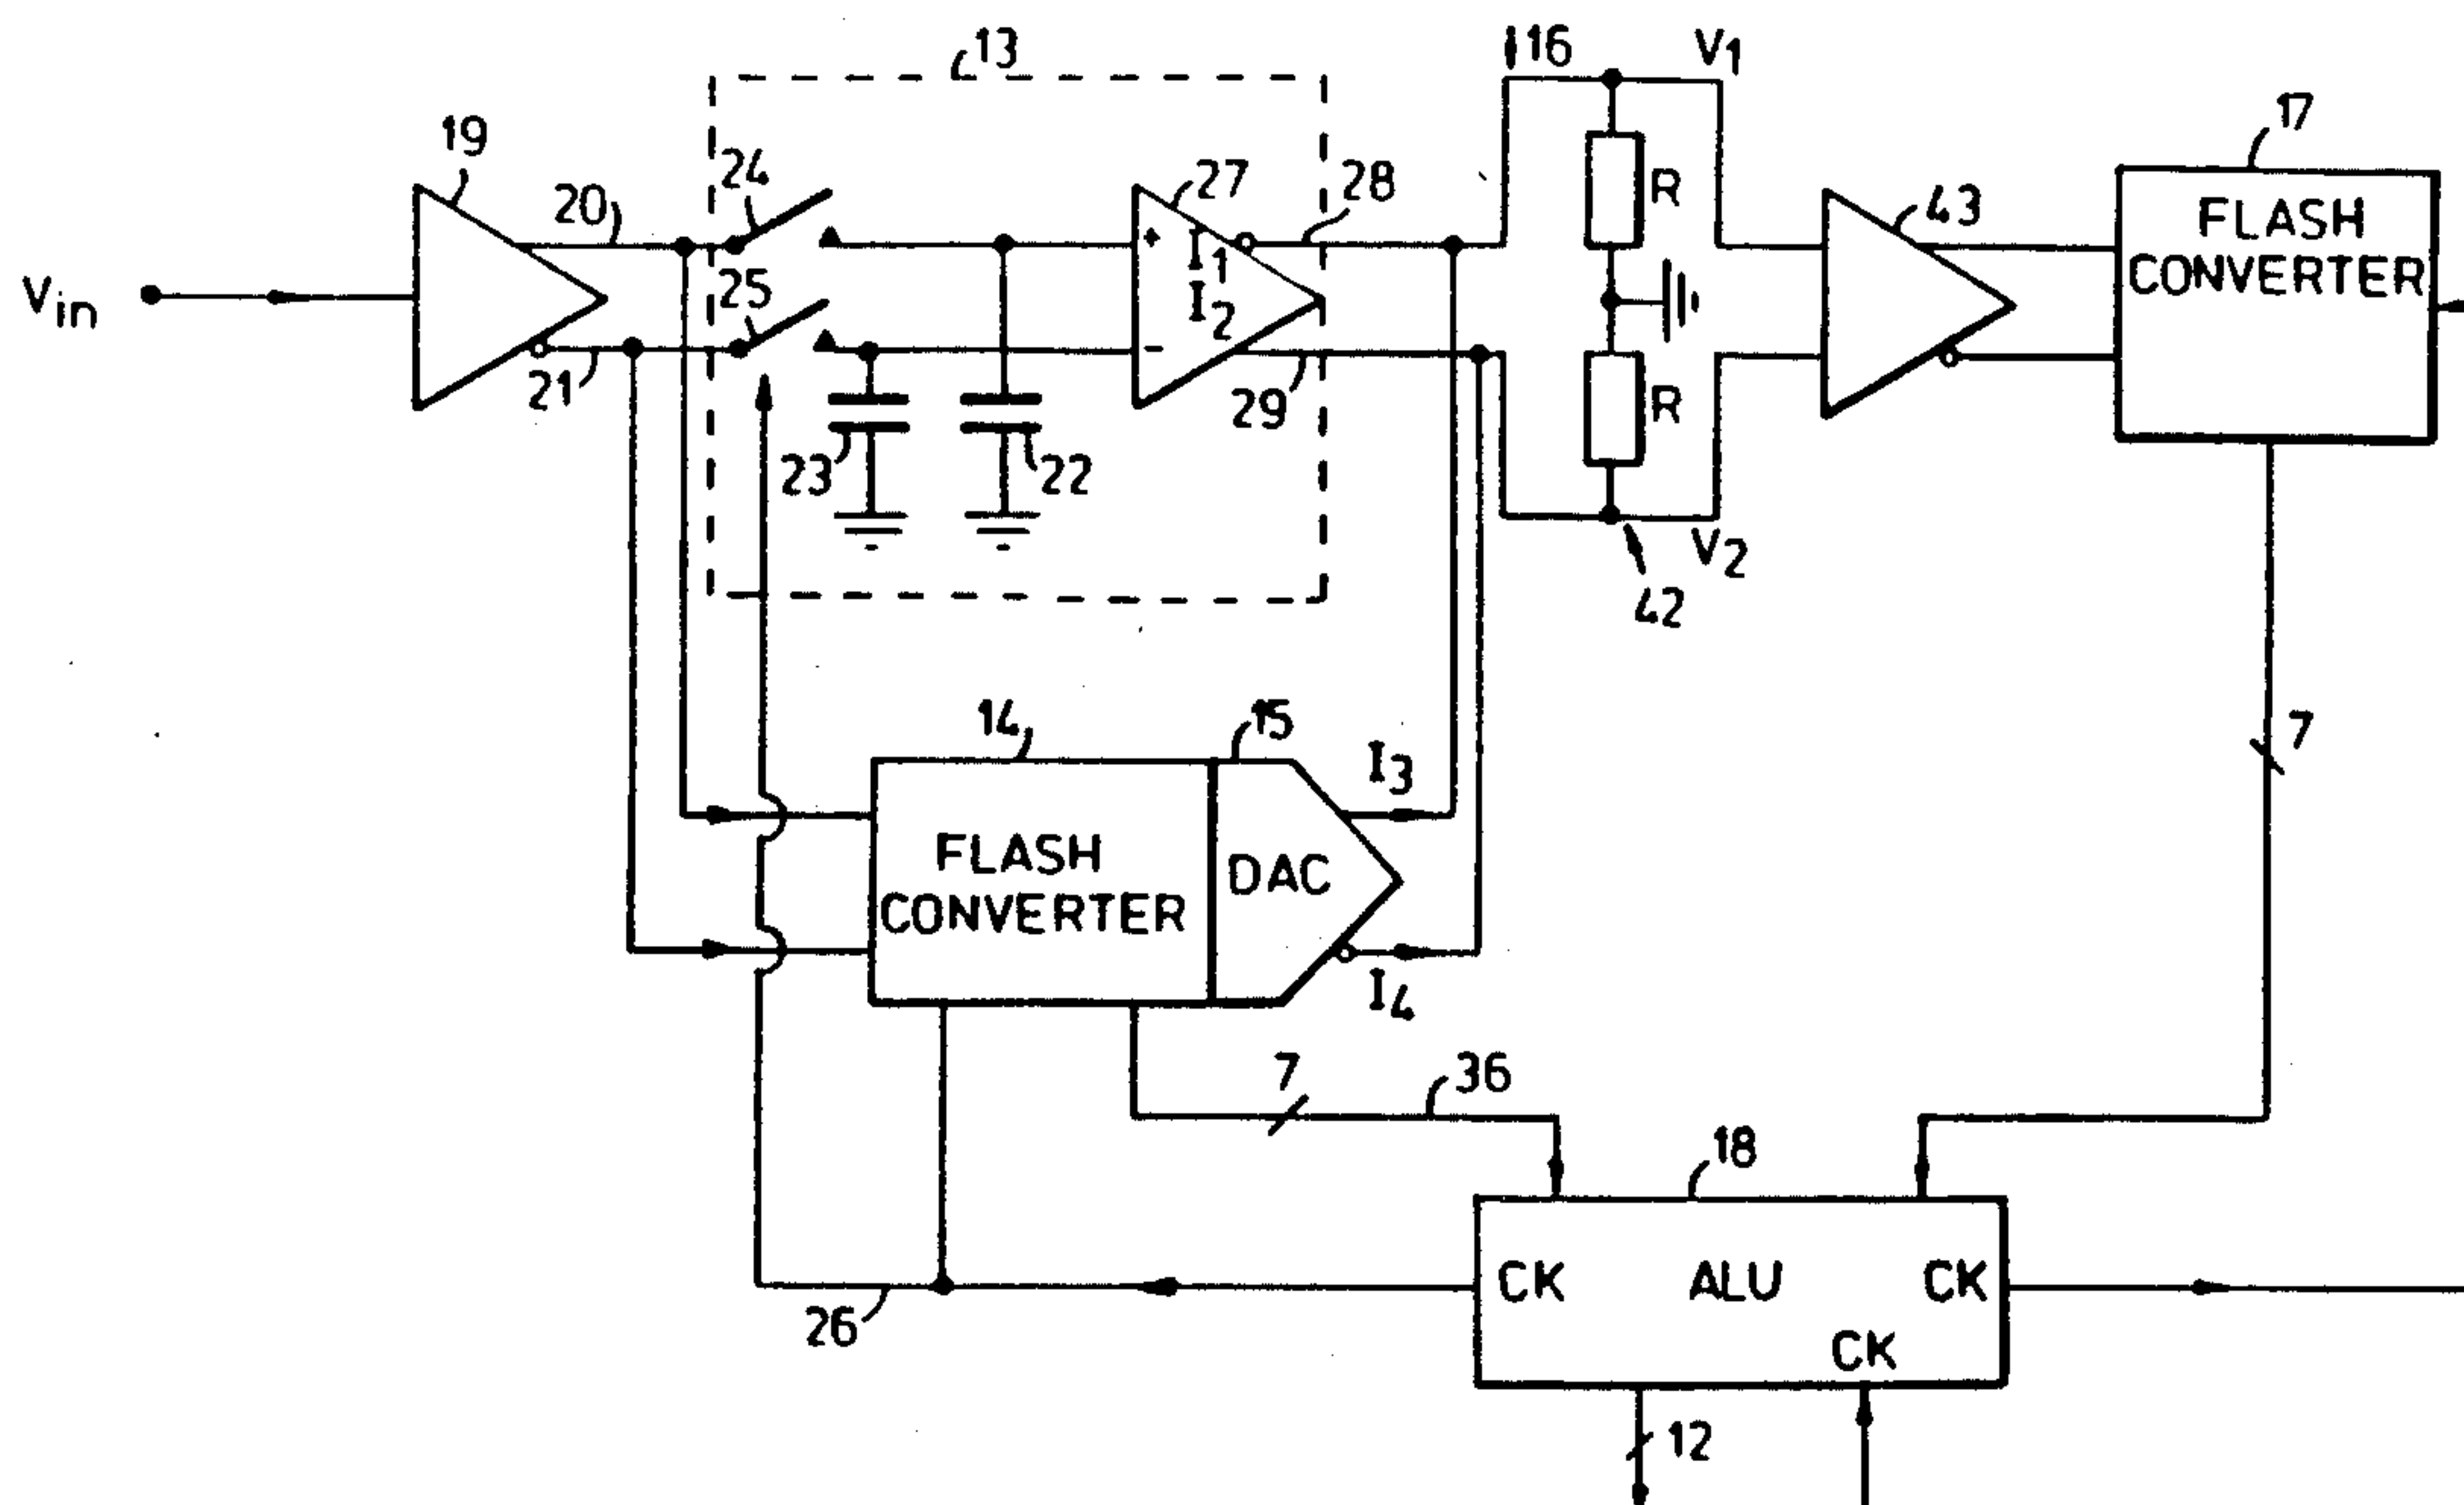 13
16
V1
17
19
20
24
27
28
R
43
FLASH
CONVERTER
Vin
25
+
I1
I2
-
21
29
R
23
22
V2
42
14
15
I3
7
FLASH
CONVERTER
DAC
I4
7
36
18
CK
ALU
CK
26
CK
12